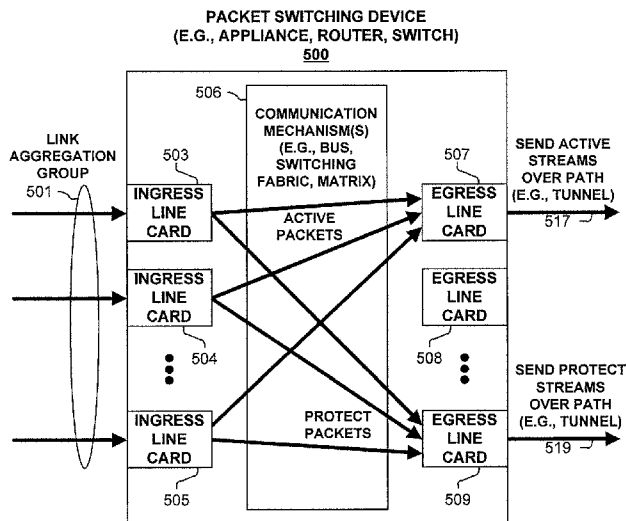 PACKET SWITCHING DEVICE
(E.G., APPLIANCE, ROUTER, SWITCH)
500
506
COMMUNICATION
MECHANISM(S)
(E.G., BUS,
SWITCHING
FABRIC, MATRIX)
LINK
AGGREGATION
GROUP
501
503
INGRESS
LINE
CARD
ACTIVE
PACKETS
507
EGRESS
LINE
CARD
SEND ACTIVE
STREAMS
OVER PATH
(E.G., TUNNEL)
517
INGRESS
LINE
CARD
504
EGRESS
LINE
CARD
508
INGRESS
LINE
CARD
505
PROTECT
PACKETS
EGRESS
LINE
CARD
509
SEND PROTECT
STREAMS
OVER PATH
(E.G., TUNNEL)
519